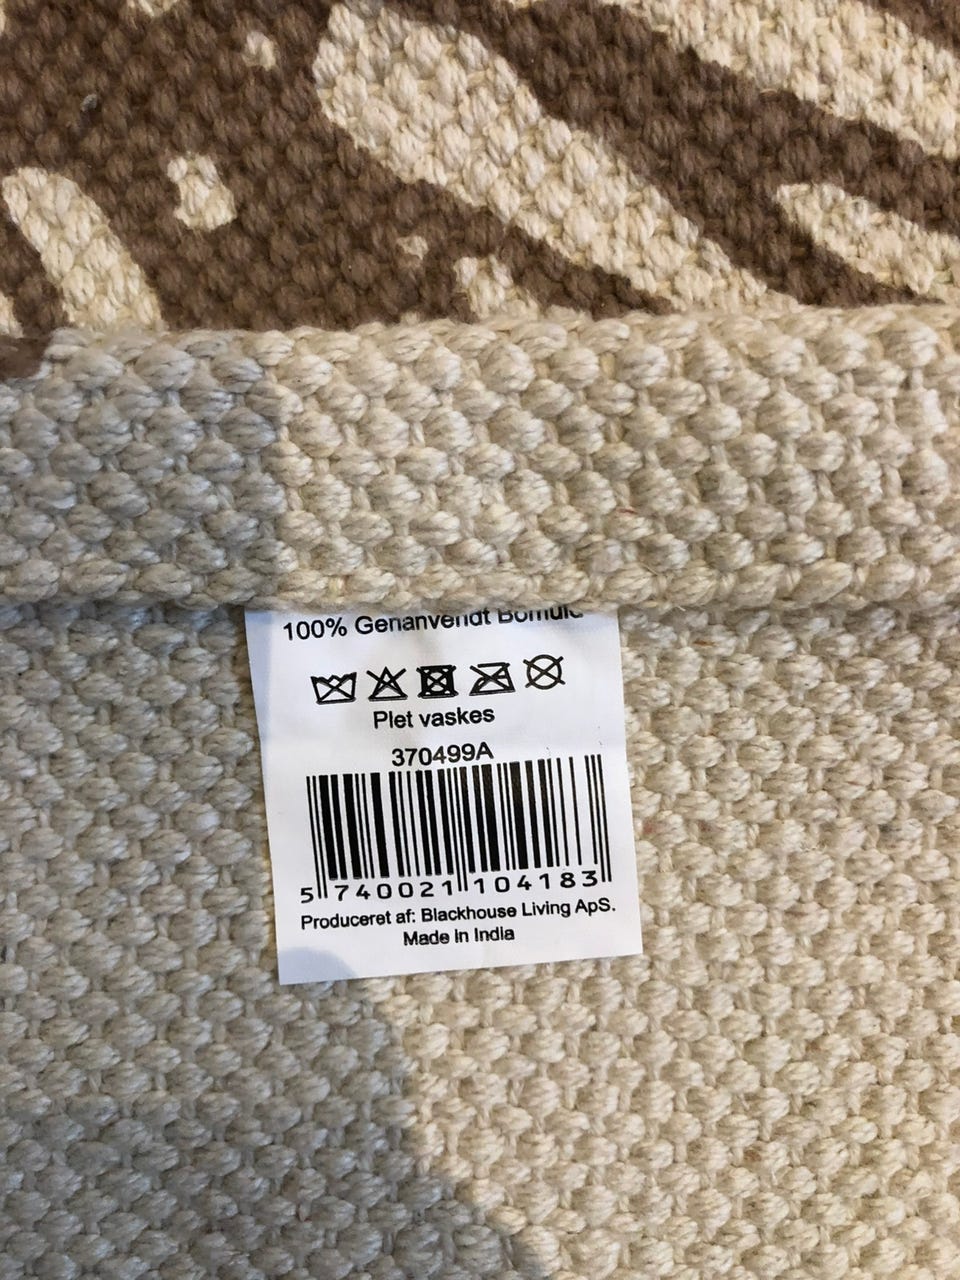 100% Genanvendt Bomuld
Plet vaskes
370499A
5 740021 104183
Produceret af: Blackhouse Living ApS.
Made in India